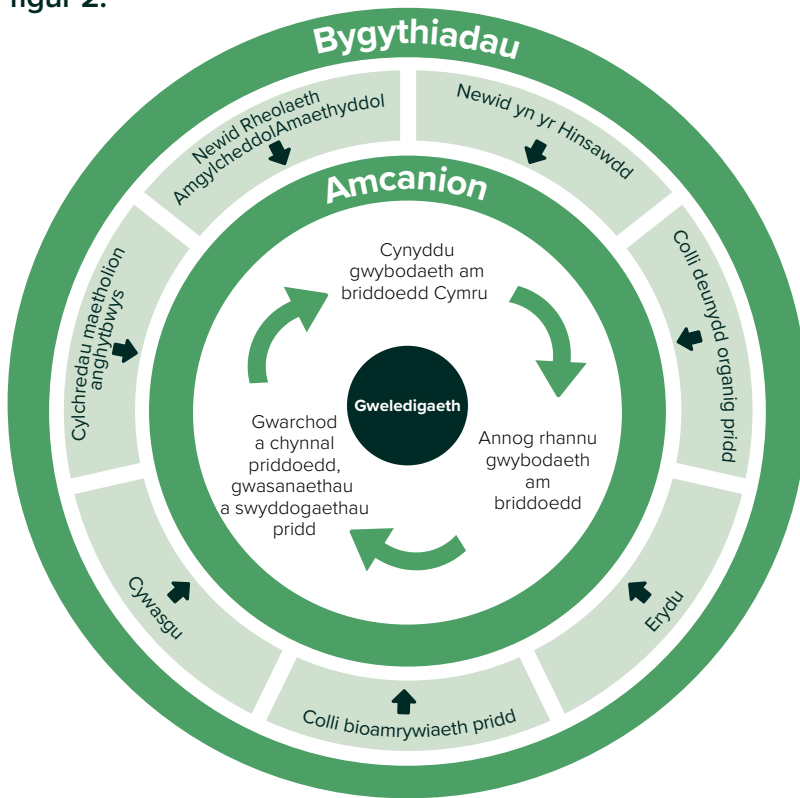 figur 2.
Bygythiadau
Newid Rheolaeth
AmgylcheddolAmaethyddol
Newid yn yr Hinsawdd
Colli deunydd organig pridd
Erydu
Colli bioamrywiaeth pridd
Cywasgu
Cylchredau maetholion
anghytbwys
Amcanion
Cynyddu
gwybodaeth am
briddoedd Cymru
Annog rhannu
gwybodaeth
am
briddoedd
Gwarchod
a chynnal
priddoedd,
gwasanaethau
a swyddogaethau
pridd
Gweledigaeth